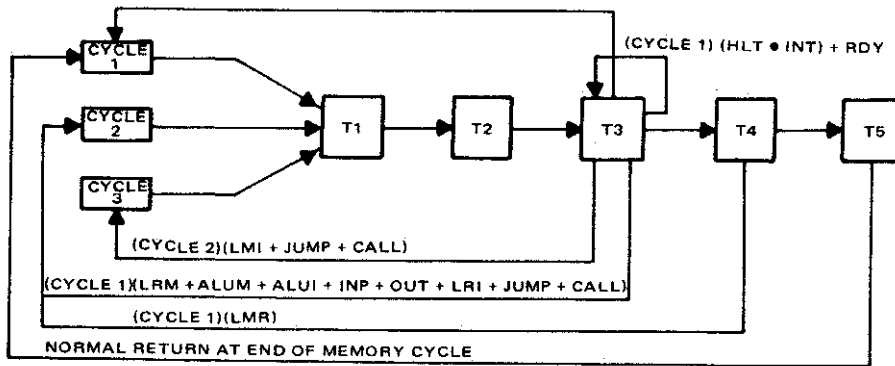 CYCLE
1
(CYCLE 1) (HLT • INT) + RDY
CYCLE
2
T1
T2
T3
T4
T5
CYCLE
3
(CYCLE 2)(LMI + JUMP + CALL)
(CYCLE 1)(LRM + ALUM + ALUI + INP + OUT + LRI + JUMP + CALL)
(CYCLE 1)(LMR)
NORMAL RETURN AT END OF MEMORY CYCLE